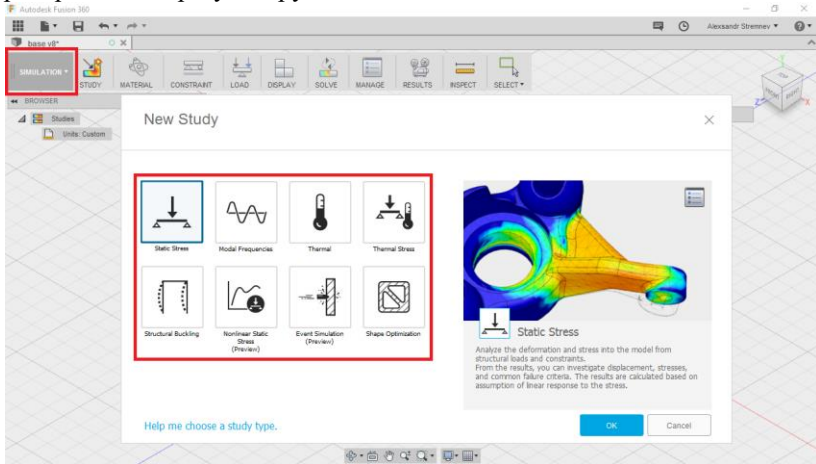 Autodesk Fusion 360
Alexsandr Stremnev
base v8*
SIMULATION
STUDY
MATERIAL
CONSTRAINT
LOAD
DISPLAY
SOLVE
MANAGE
RESULTS
INSPECT
SELECT
BROWSER
Studies
Units: Custom
TOP
FRONT
RIGHT
Z
X
New Study
Static Stress
Modal Frequencies
Thermal
Thermal Stress
Structural Buckling
Nonlinear Static
Stress
(Preview)
Event Simulation
(Preview)
Shape Optimization
Static Stress
Analyze the deformation and stress into the model from
structural loads and constraints.
From the results, you can investigate displacement, stresses,
and common failure criteria. The results are calculated based on
assumption of linear response to the stress.
Help me choose a study type.
OK
Cancel